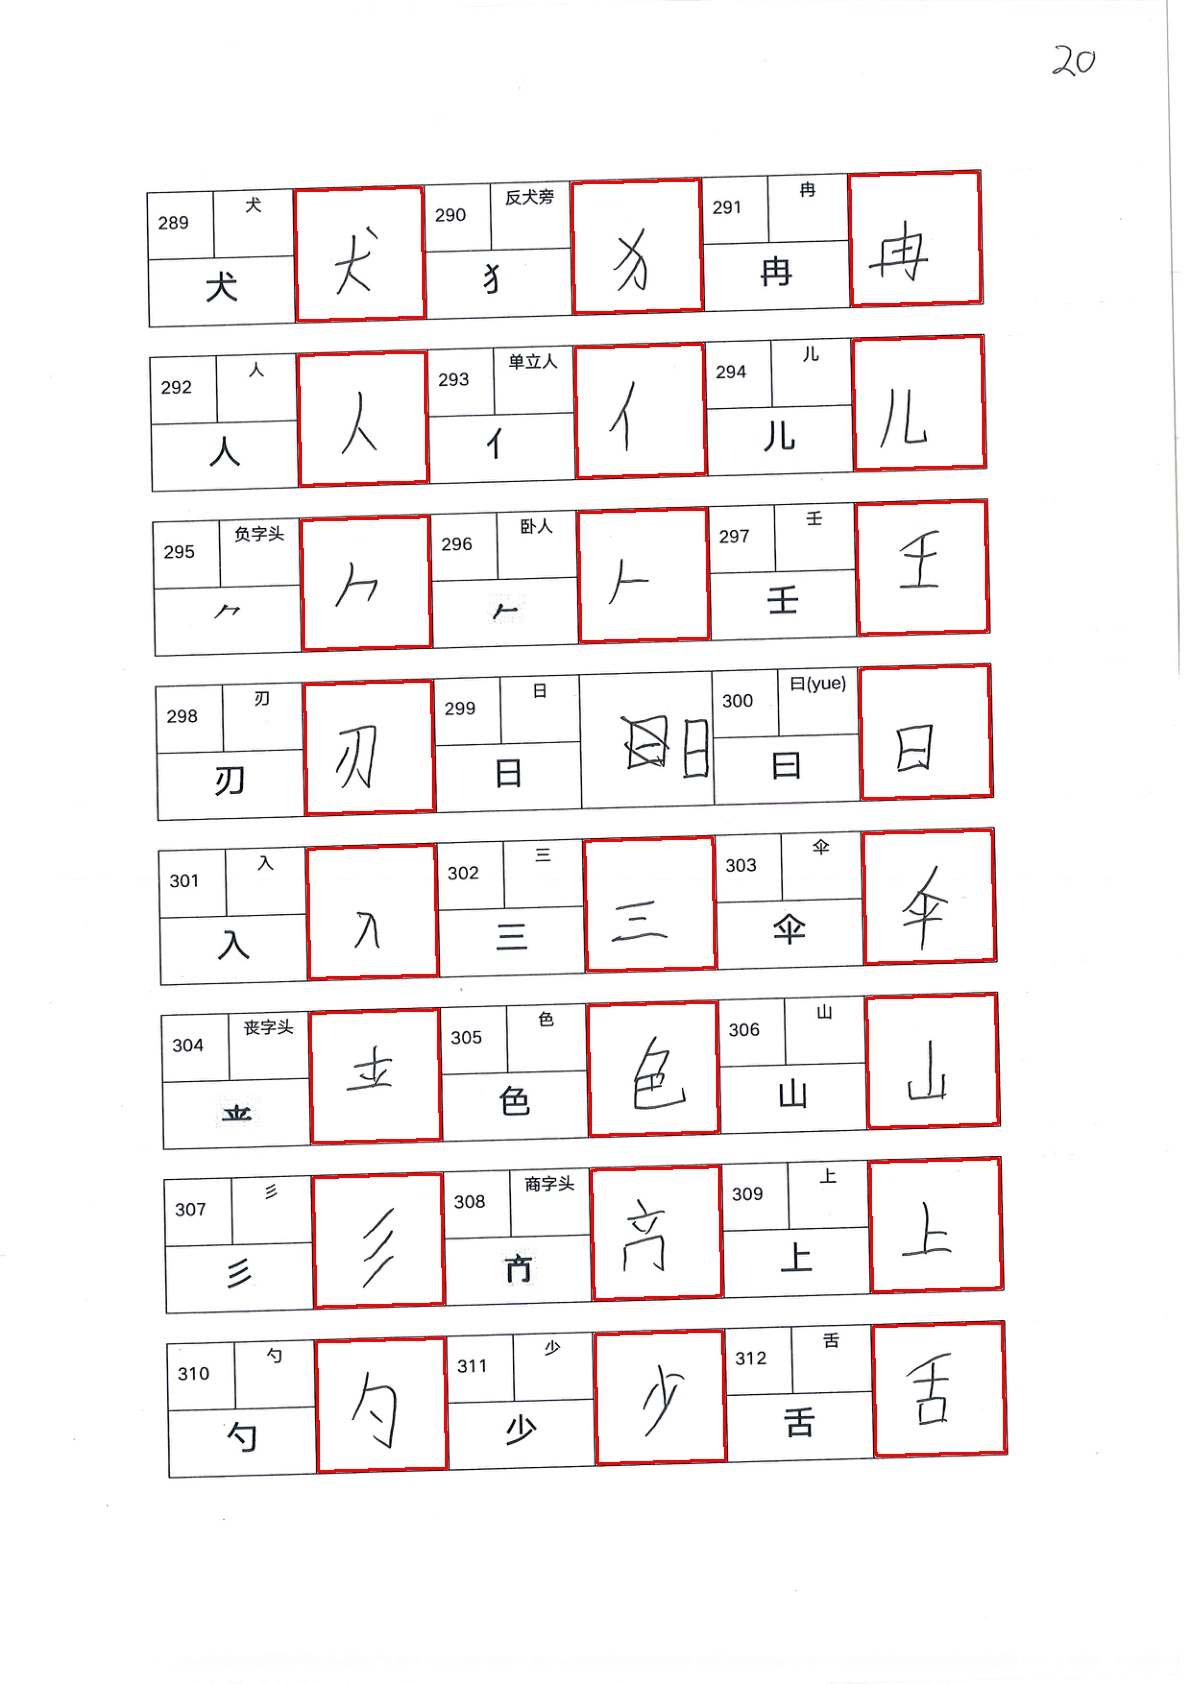 20
289 犬 犬 犬 290 反犬旁 犭 犭 291 冉 冉 冉
292 人 人 人 293 单立人 亻 亻 294 儿 儿 儿
295 负字头 ⺈ ⺈ 296 卧人 𠂉 𠂉 297 壬 壬 壬
298 刃 刃 刃 299 日 日 日 300 曰(yue) 曰 曰
301 入 入 入 302 三 三 三 303 伞 伞 伞
304 丧字头 305 色 色 色 306 山 山 山
307 彡 彡 彡 308 商字头 309 上 上 上
310 勺 勺 勺 311 少 少 少 312 舌 舌 舌